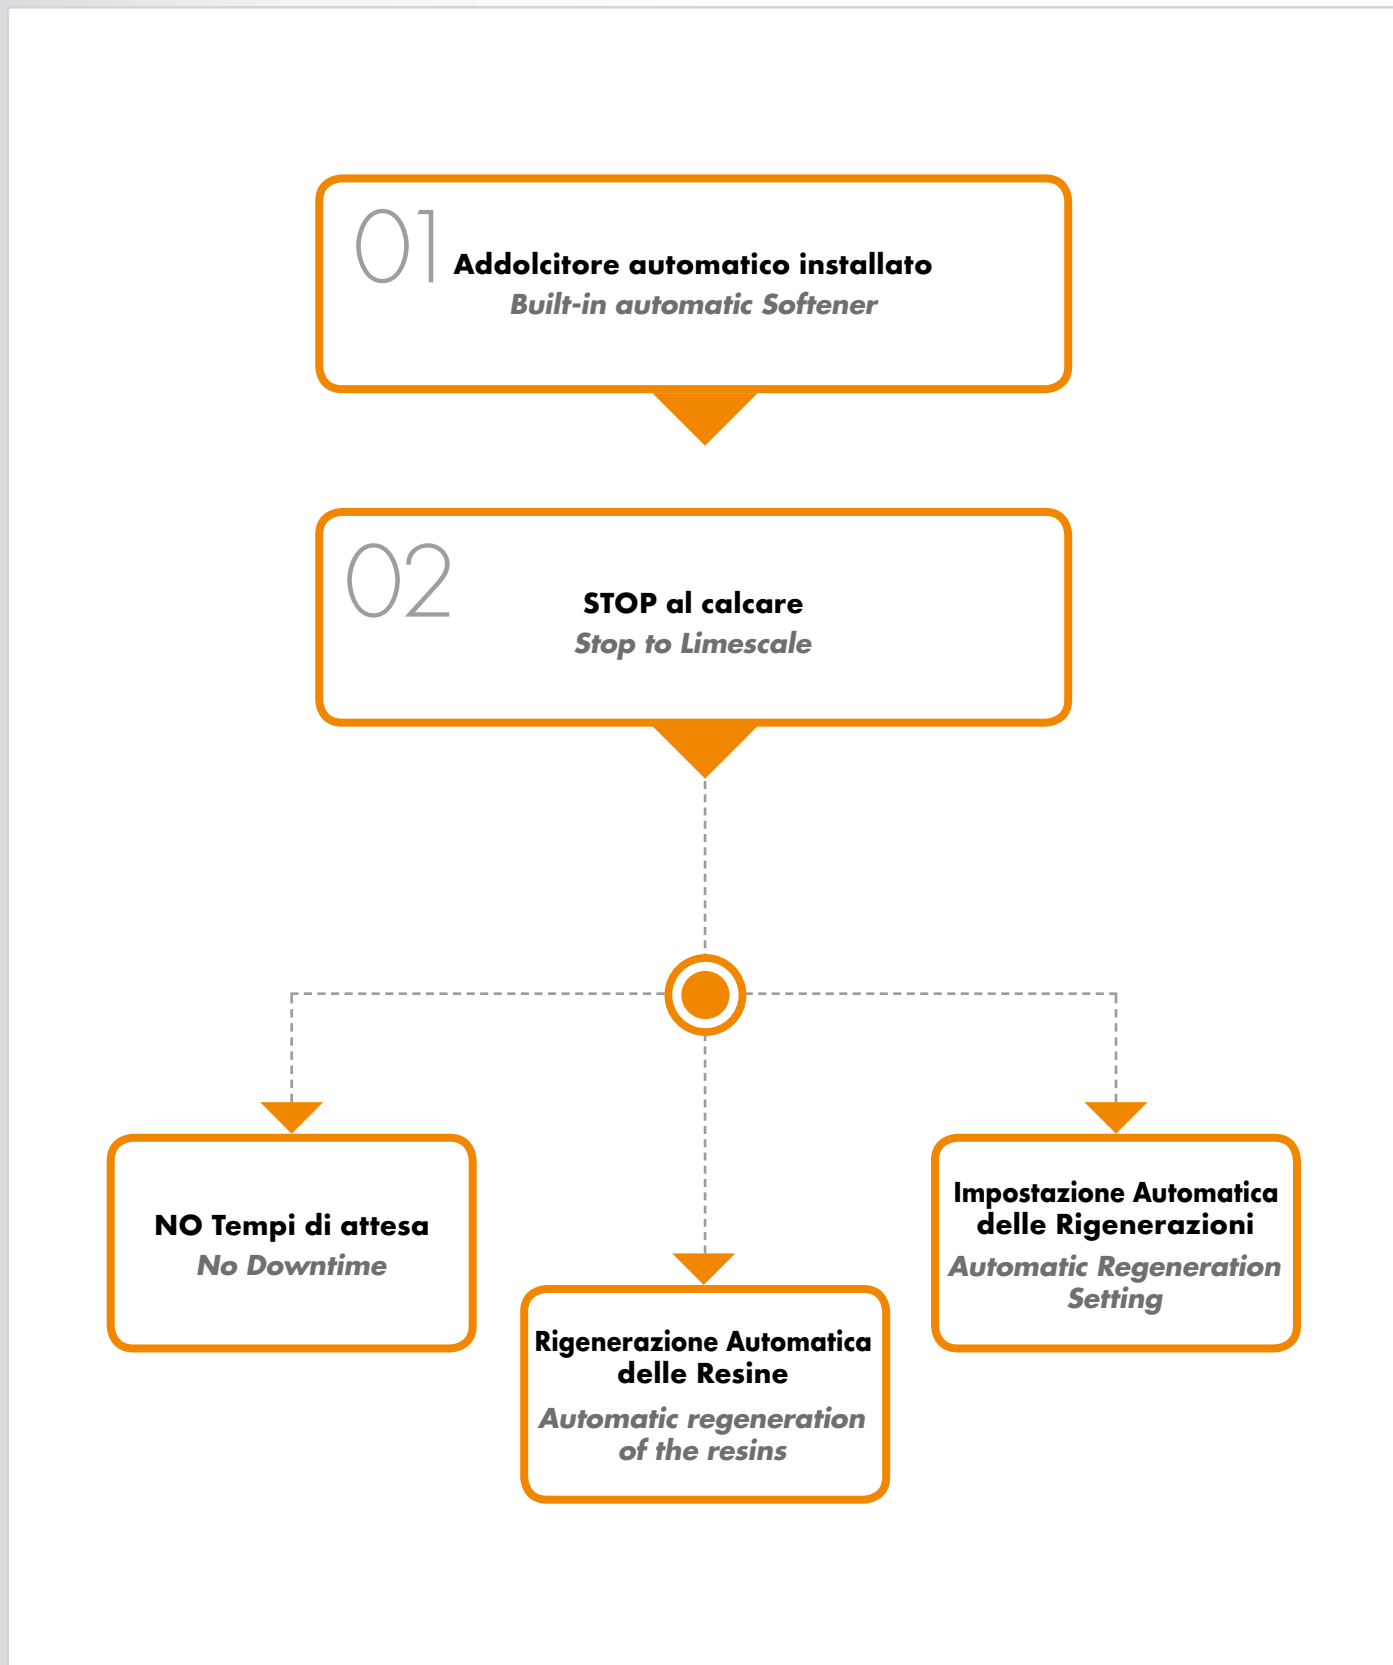 01
Addolcitore automatico installato
Built-in automatic Softener
02
STOP al calcare
Stop to Limescale
NO Tempi di attesa
No Downtime
Rigenerazione Automatica
delle Resine
Automatic regeneration
of the resins
Impostazione Automatica
delle Rigenerazioni
Automatic Regeneration
Setting